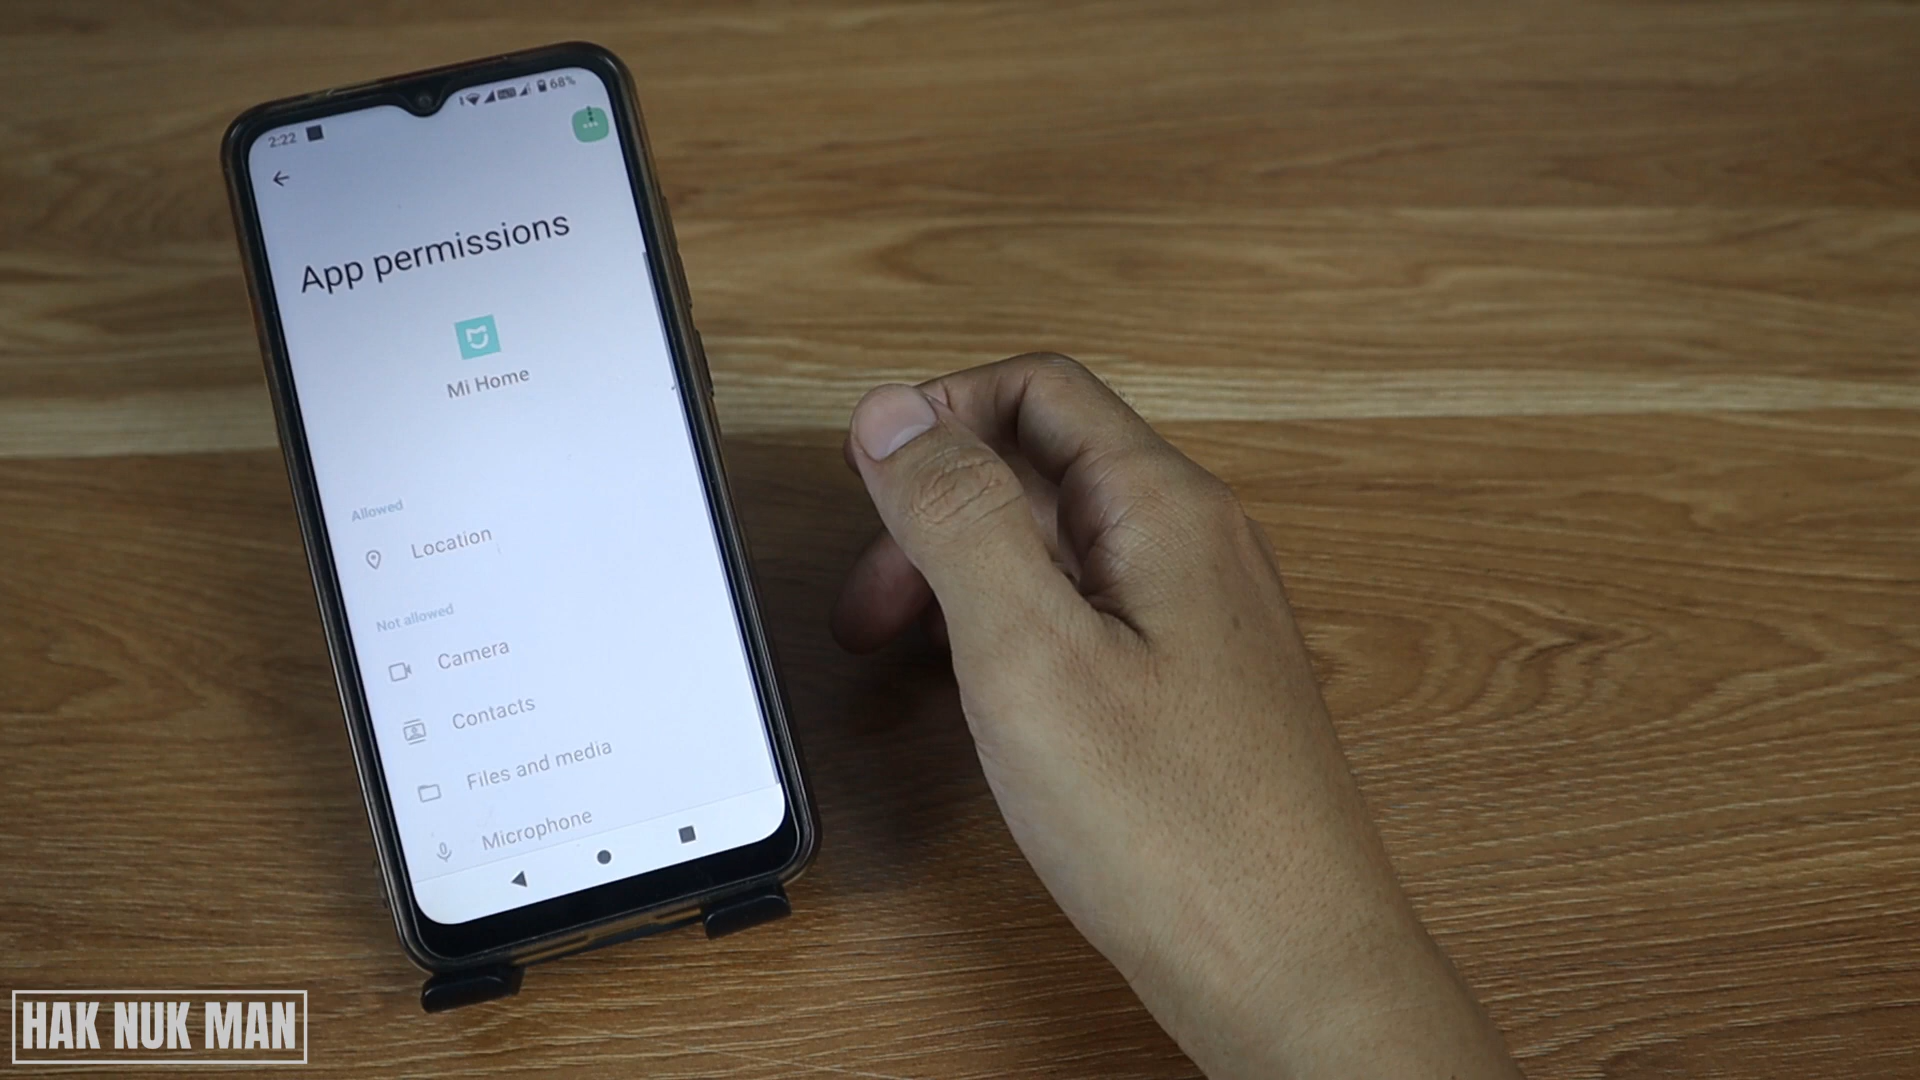 2:22
68%
App permissions
Mi Home
Allowed
Location
Not allowed
Camera
Contacts
Files and media
Microphone
HAK NUK MAN